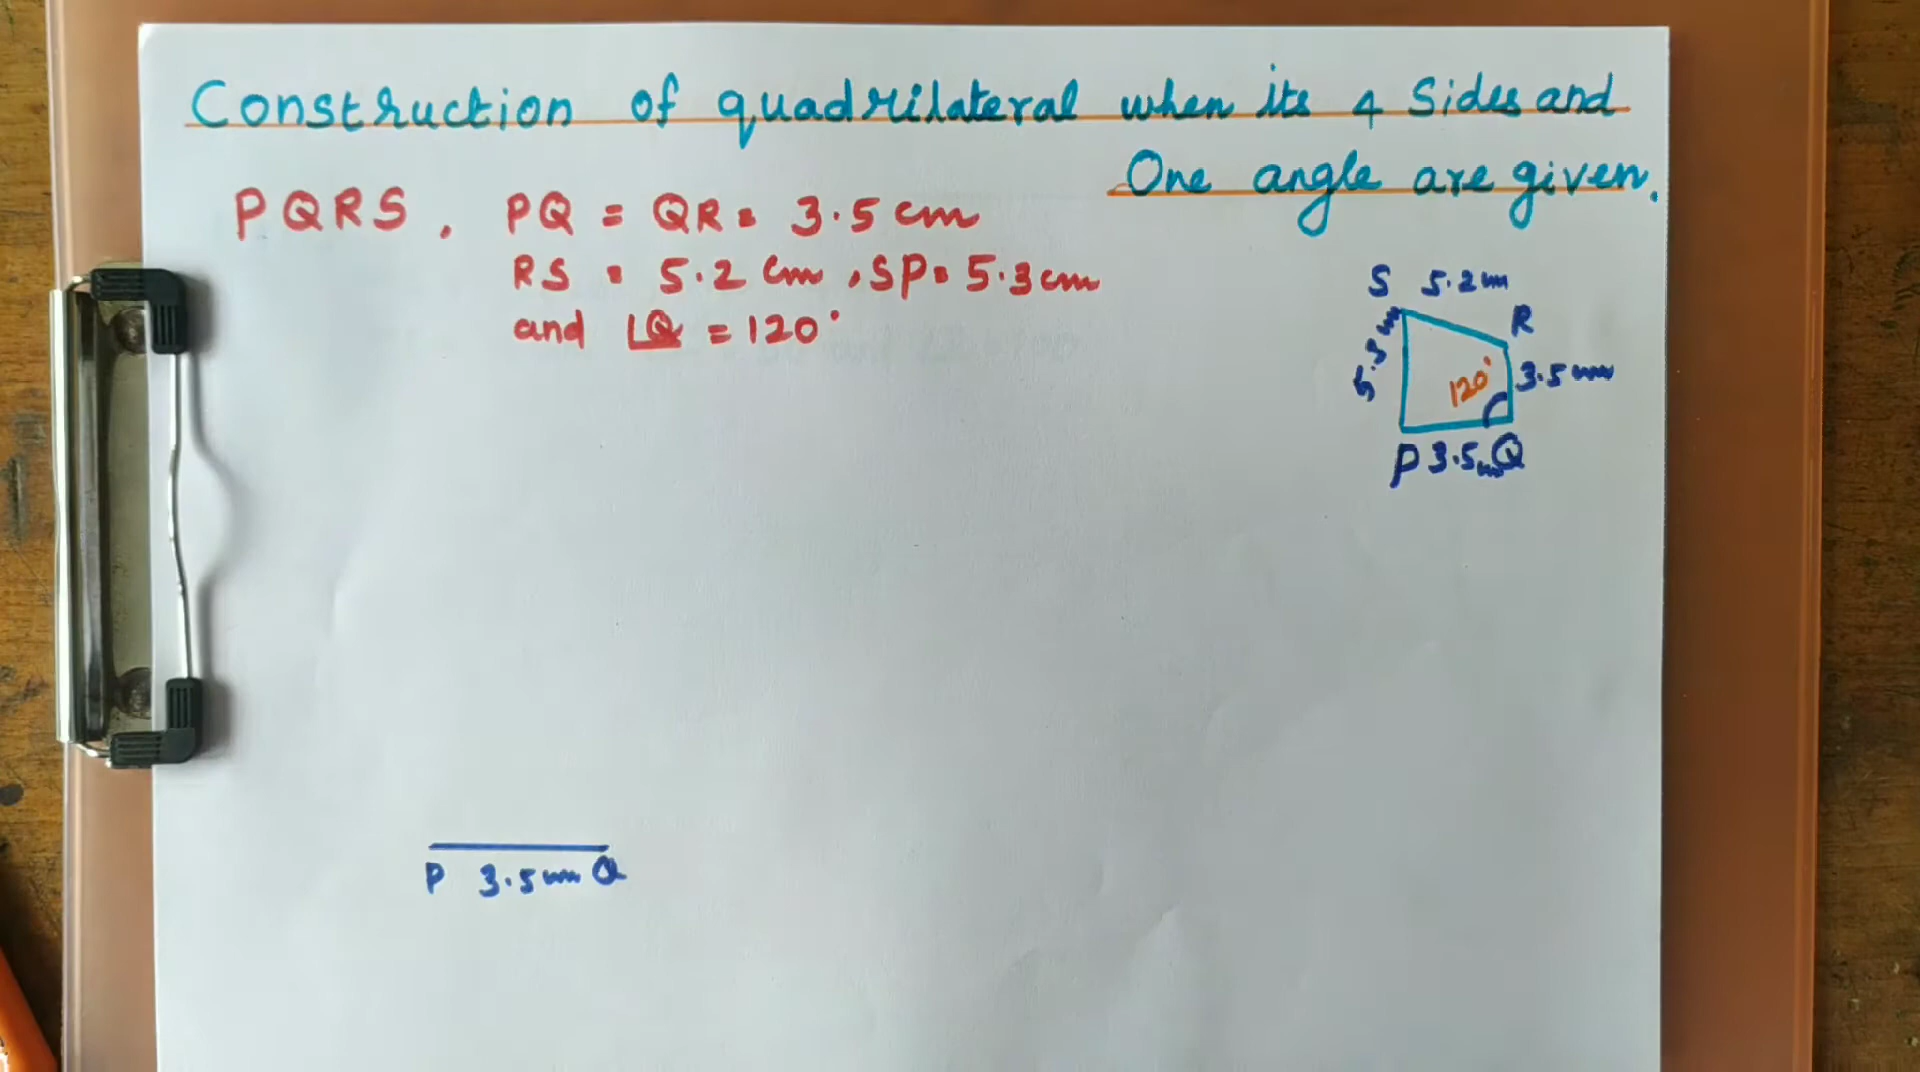 Construction of quadrilateral when its 4 Sides and
One angle are given.
PQRS, PQ = QR = 3.5 cm
RS = 5.2 cm, SP = 5.3 cm
and ∠Q = 120°
S 5.2 cm
R
5.3 cm
120°
3.5 cm
P 3.5 cm Q
P 3.5 cm Q